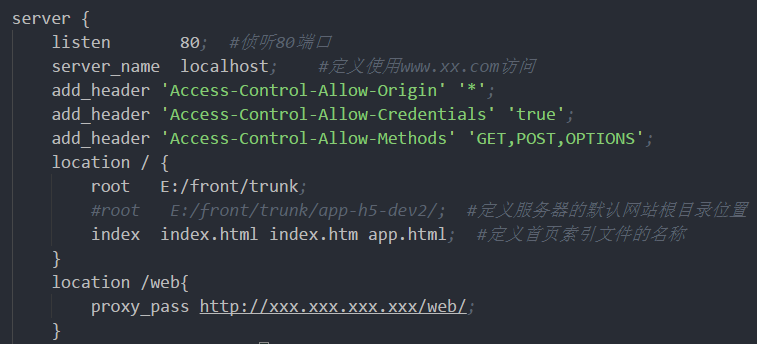 server {
listen 80; #侦听80端口
server_name localhost; #定义使用www.xx.com访问
add_header 'Access-Control-Allow-Origin' '*';
add_header 'Access-Control-Allow-Credentials' 'true';
add_header 'Access-Control-Allow-Methods' 'GET,POST,OPTIONS';
location / {
root E:/front/trunk;
#root E:/front/trunk/app-h5-dev2/; #定义服务器的默认网站根目录位置
index index.html index.htm app.html; #定义首页索引文件的名称
}
location /web{
proxy_pass http://xxx.xxx.xxx.xxx/web/;
}